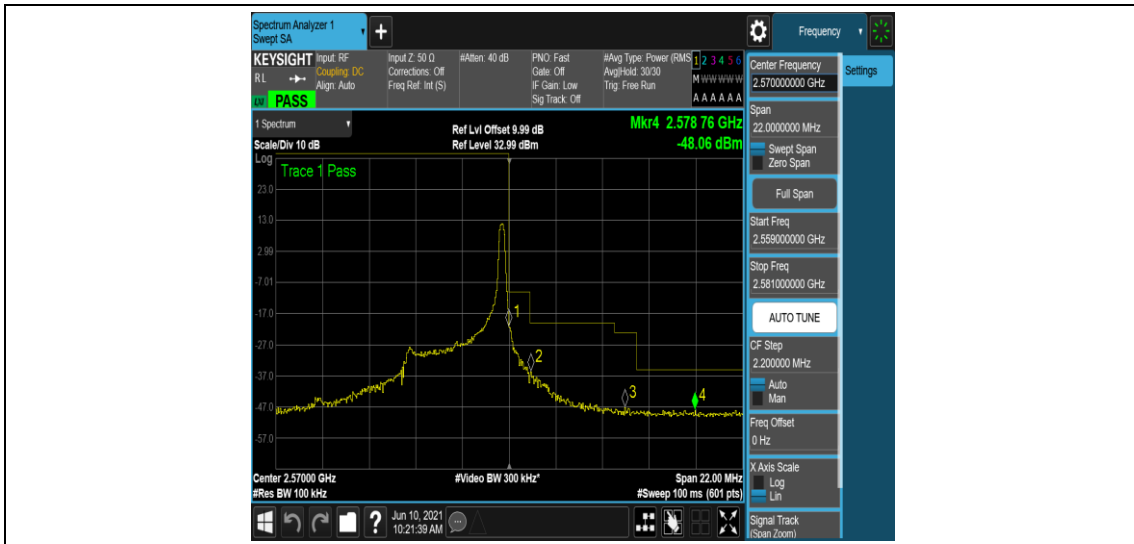 Spectrum Analyzer 1
Swept SA
+
Frequency
KEYSIGHT
RL
LXI
PASS
Input: RF
Coupling: DC
Align: Auto
Input Z: 50 Ω
Corrections: Off
Freq Ref: Int (S)
#Atten: 40 dB
PNO: Fast
Gate: Off
IF Gain: Low
Sig Track: Off
#Avg Type: Power (RMS
Avg|Hold: 30/30
Trig: Free Run
1 2 3 4 5 6
M W W W W W
A A A A A A
1 Spectrum
Scale/Div 10 dB
Ref Lvl Offset 9.99 dB
Ref Level 32.99 dBm
Mkr4 2.578 76 GHz
-48.06 dBm
Log
Trace 1 Pass
23.0
13.0
2.99
-7.01
-17.0
-27.0
-37.0
-47.0
-57.0
1
2
3
4
Center 2.57000 GHz
#Res BW 100 kHz
#Video BW 300 kHz*
Span 22.00 MHz
#Sweep 100 ms (601 pts)
?
Jun 10, 2021
10:21:39 AM
Center Frequency
2.570000000 GHz
Settings
Span
22.0000000 MHz
Swept Span
Zero Span
Full Span
Start Freq
2.559000000 GHz
Stop Freq
2.581000000 GHz
AUTO TUNE
CF Step
2.200000 MHz
Auto
Man
Freq Offset
0 Hz
X Axis Scale
Log
Lin
Signal Track
(Span Zoom)